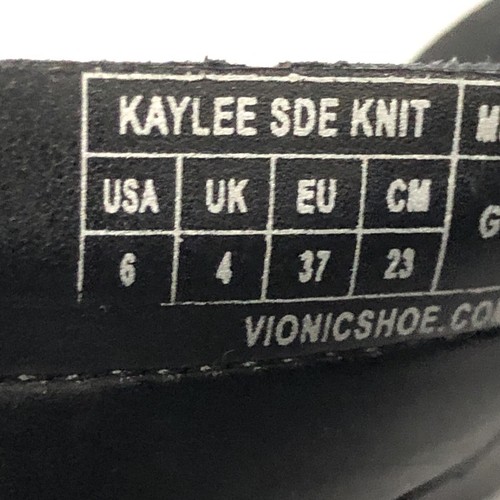 KAYLEE SDE KNIT
USA UK EU CM
6 4 37 23
VIONICSHOE.CO